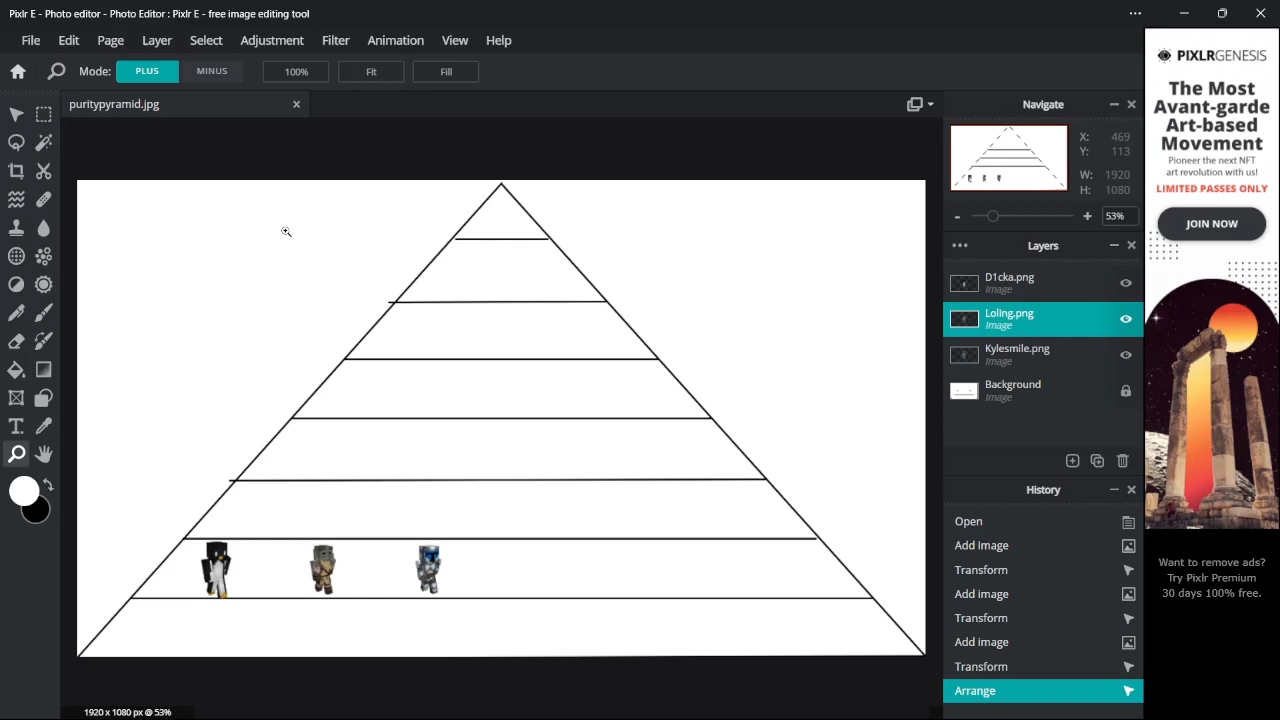 Pixlr E - Photo editor - Photo Editor : Pixlr E - free image editing tool
File Edit Page Layer Select Adjustment Filter Animation View Help
Mode: PLUS MINUS 100% Fit Fill
puritypyramid.jpg
Navigate
X: 469
Y: 113
W: 1920
H: 1080
- + 53%
Layers
D1cka.png
Image
Loling.png
Image
Kylesmile.png
Image
Background
Image
History
Open
Add image
Transform
Add image
Transform
Add image
Transform
Arrange
1920 x 1080 px @ 53%
PIXLRGENESIS
The Most
Avant-garde
Art-based
Movement
Pioneer the next NFT
art revolution with us!
LIMITED PASSES ONLY
JOIN NOW
Want to remove ads?
Try Pixlr Premium
30 days 100% free.